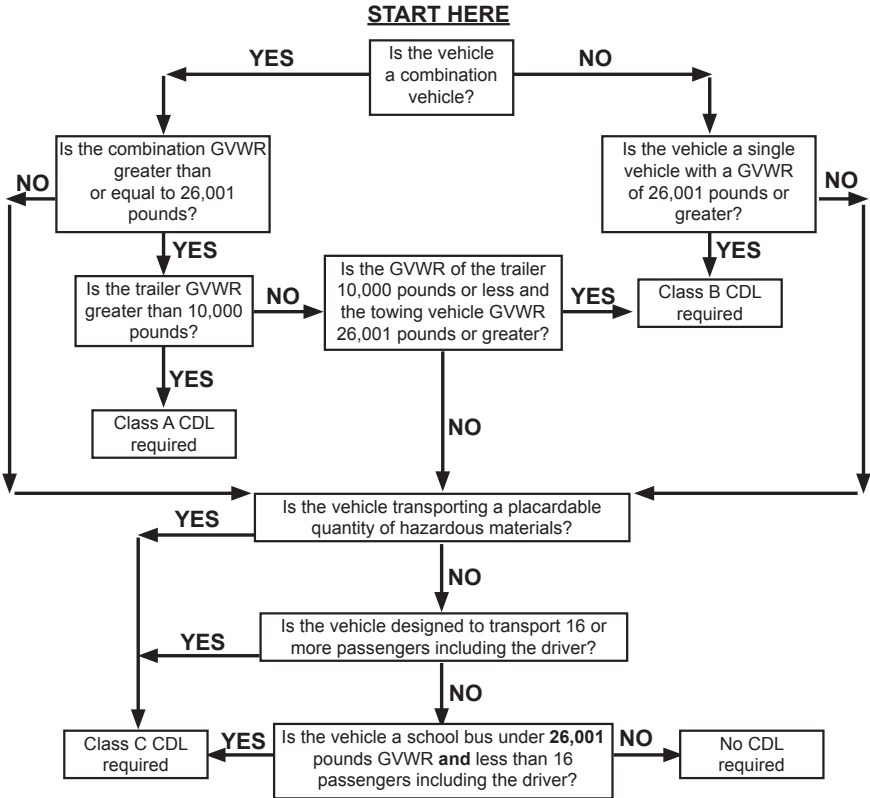 START HERE
Is the vehicle
a combination
vehicle?
YES
NO
Is the combination GVWR
greater than
or equal to 26,001
pounds?
NO
YES
Is the vehicle a single
vehicle with a GVWR
of 26,001 pounds or
greater?
NO
YES
Is the trailer GVWR
greater than 10,000
pounds?
NO
YES
Is the GVWR of the trailer
10,000 pounds or less and
the towing vehicle GVWR
26,001 pounds or greater?
YES
NO
Class B CDL
required
Class A CDL
required
Is the vehicle transporting a placardable
quantity of hazardous materials?
YES
NO
Is the vehicle designed to transport 16 or
more passengers including the driver?
YES
NO
Is the vehicle a school bus under 26,001
pounds GVWR and less than 16
passengers including the driver?
YES
NO
Class C CDL
required
No CDL
required